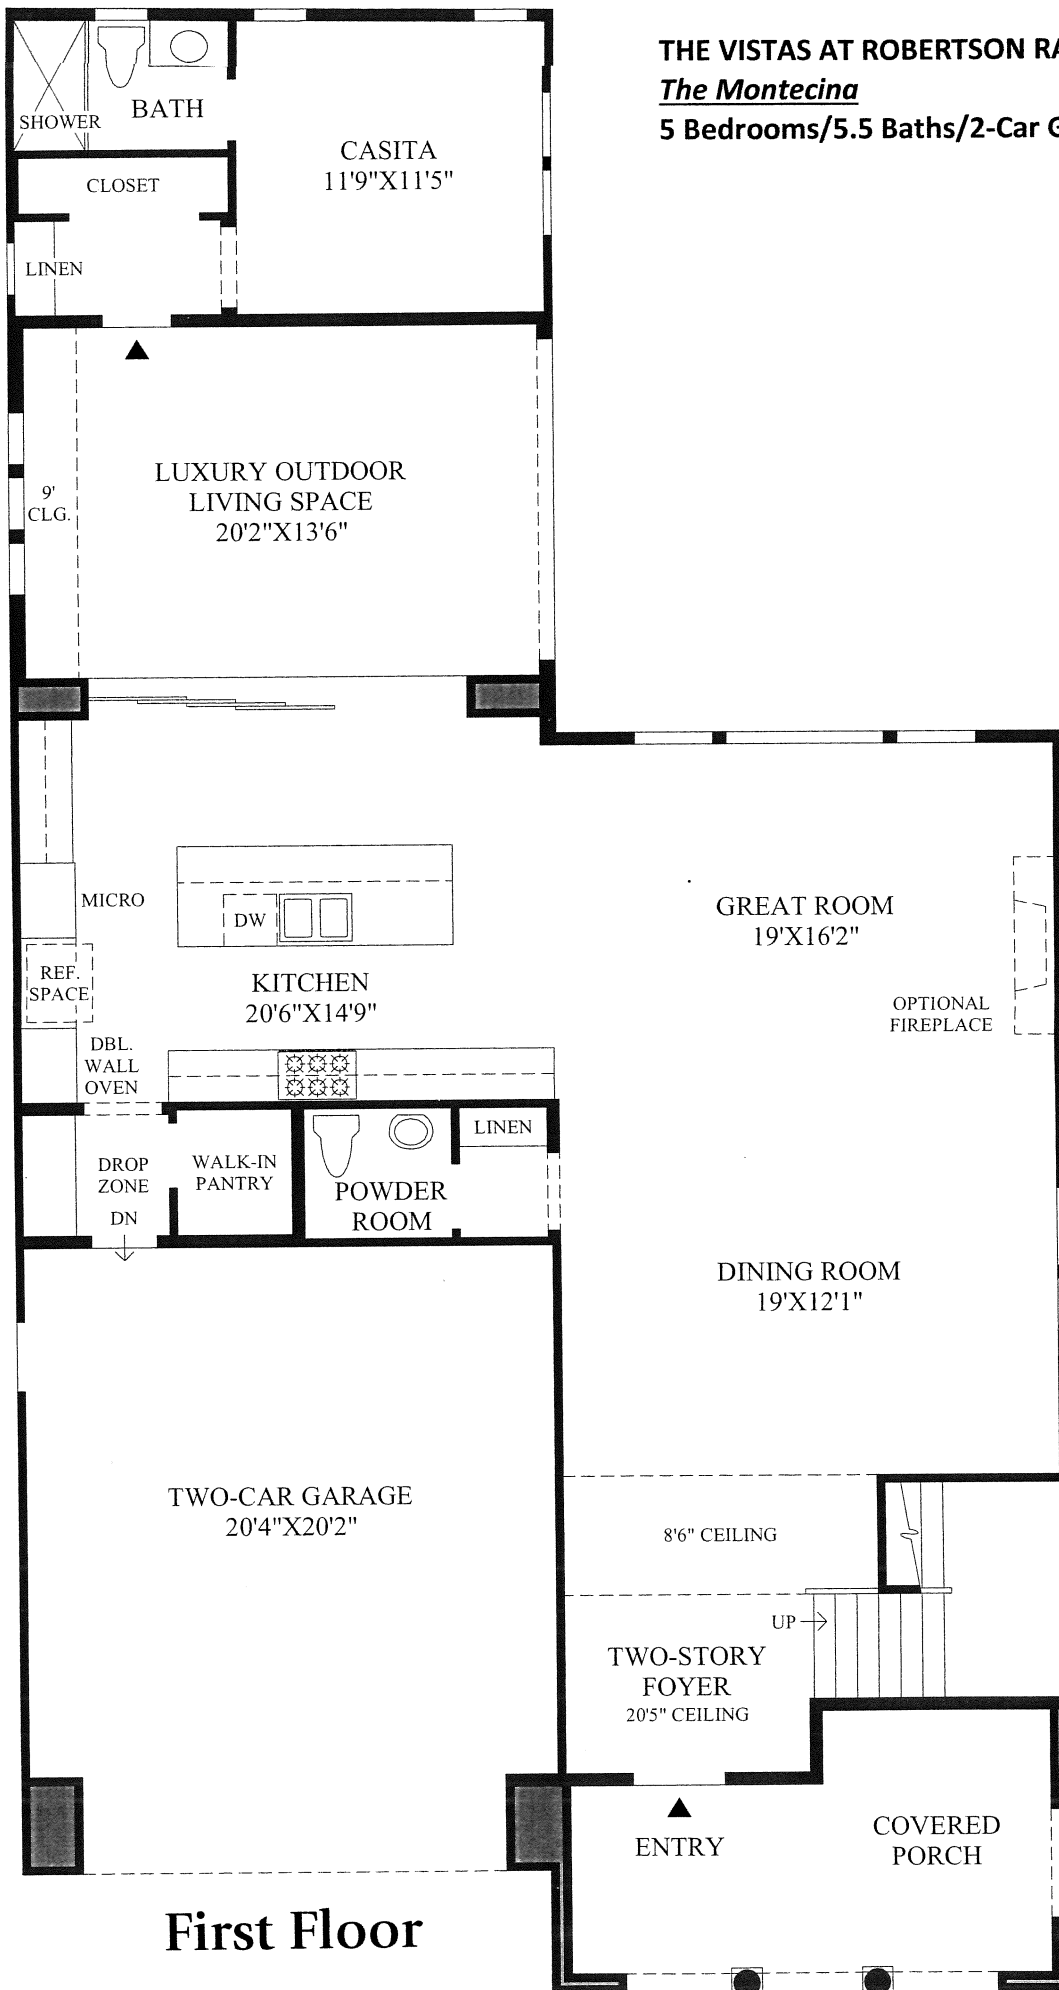 THE VISTAS AT ROBERTSON
The Montecina
5 Bedrooms/5.5 Baths/2-Car
SHOWER
BATH
CASITA
11'9"X11'5"
CLOSET
LINEN
LUXURY OUTDOOR
LIVING SPACE
20'2"X13'6"
9'
CLG.
MICRO
DW
GREAT ROOM
19'X16'2"
REF.
SPACE
KITCHEN
20'6"X14'9"
OPTIONAL
FIREPLACE
DBL.
WALL
OVEN
LINEN
DROP
ZONE
DN
WALK-IN
PANTRY
POWDER
ROOM
DINING ROOM
19'X12'1"
TWO-CAR GARAGE
20'4"X20'2"
8'6" CEILING
UP
TWO-STORY
FOYER
20'5" CEILING
ENTRY
COVERED
PORCH
First Floor